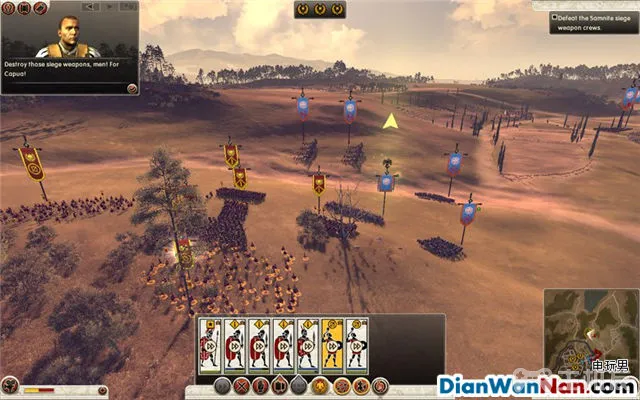 Destroy those siege weapons, men! For
Capua!
Defeat the Samnite siege
weapon crews.
电玩男
DianWanNan.com